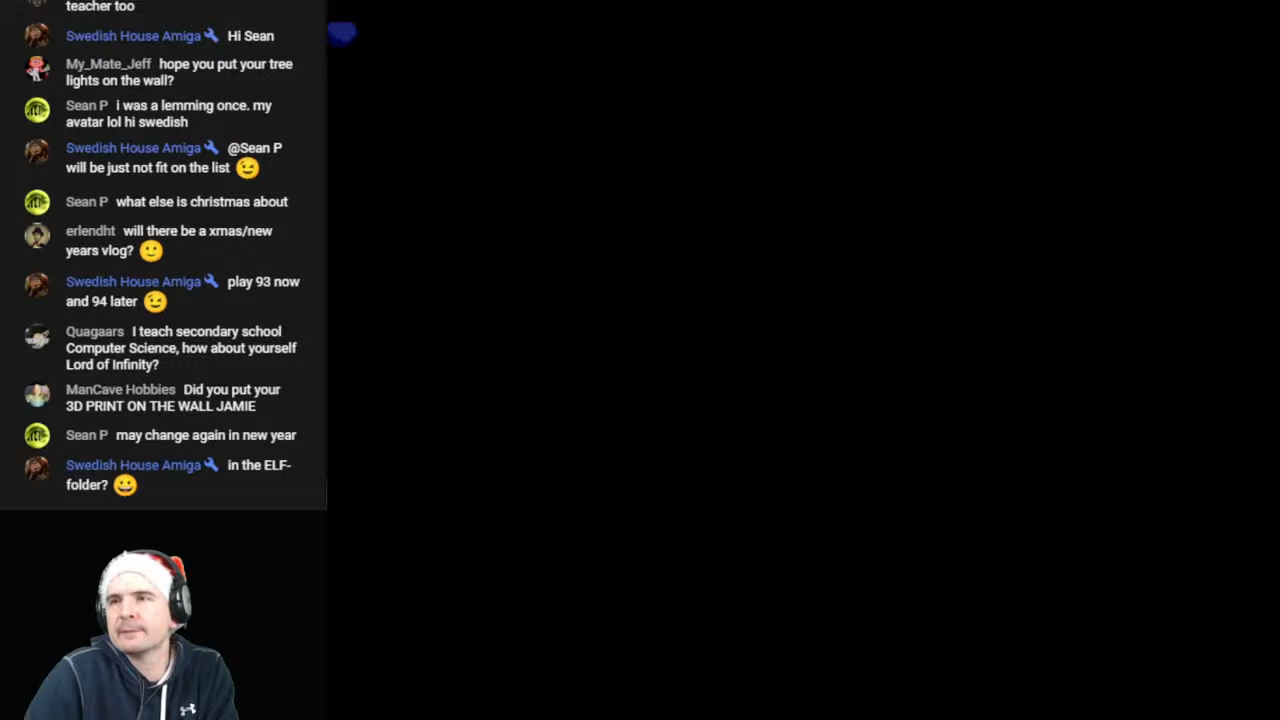 teacher too
Swedish House Amiga Hi Sean
My_Mate_Jeff hope you put your tree
lights on the wall?
Sean P i was a lemming once. my
avatar lol hi swedish
Swedish House Amiga @Sean P
will be just not fit on the list
Sean P what else is christmas about
erlendht will there be a xmas/new
years vlog?
Swedish House Amiga play 93 now
and 94 later
Quagaars I teach secondary school
Computer Science, how about yourself
Lord of Infinity?
ManCave Hobbies Did you put your
3D PRINT ON THE WALL JAMIE
Sean P may change again in new year
Swedish House Amiga in the ELF-
folder?